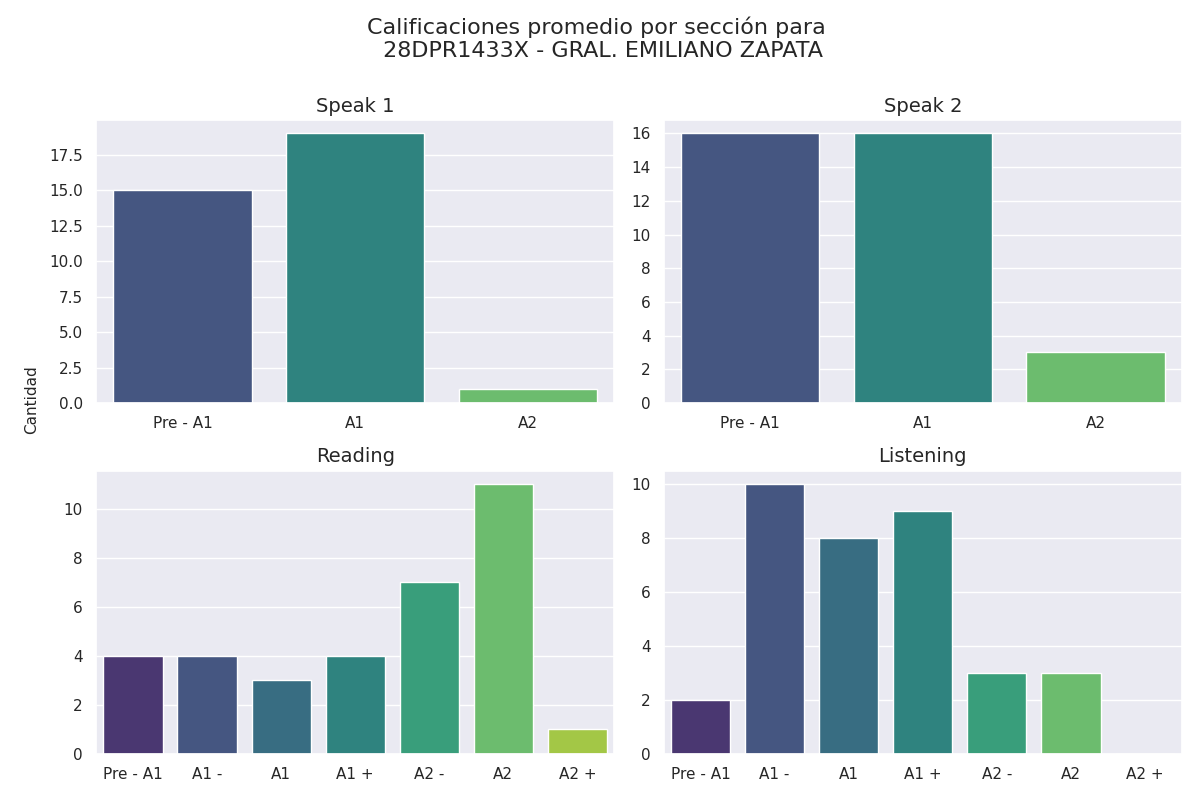 Calificaciones promedio por sección para
28DPR1433X - GRAL. EMILIANO ZAPATA
Speak 1
17.5
15.0
12.5
10.0
7.5
5.0
2.5
0.0
Pre - A1 A1 A2
Speak 2
16
14
12
10
8
6
4
2
0
Pre - A1 A1 A2
Cantidad
Reading
10
8
6
4
2
0
Pre - A1 A1 - A1 A1 + A2 - A2 A2 +
Listening
10
8
6
4
2
0
Pre - A1 A1 - A1 A1 + A2 - A2 A2 +